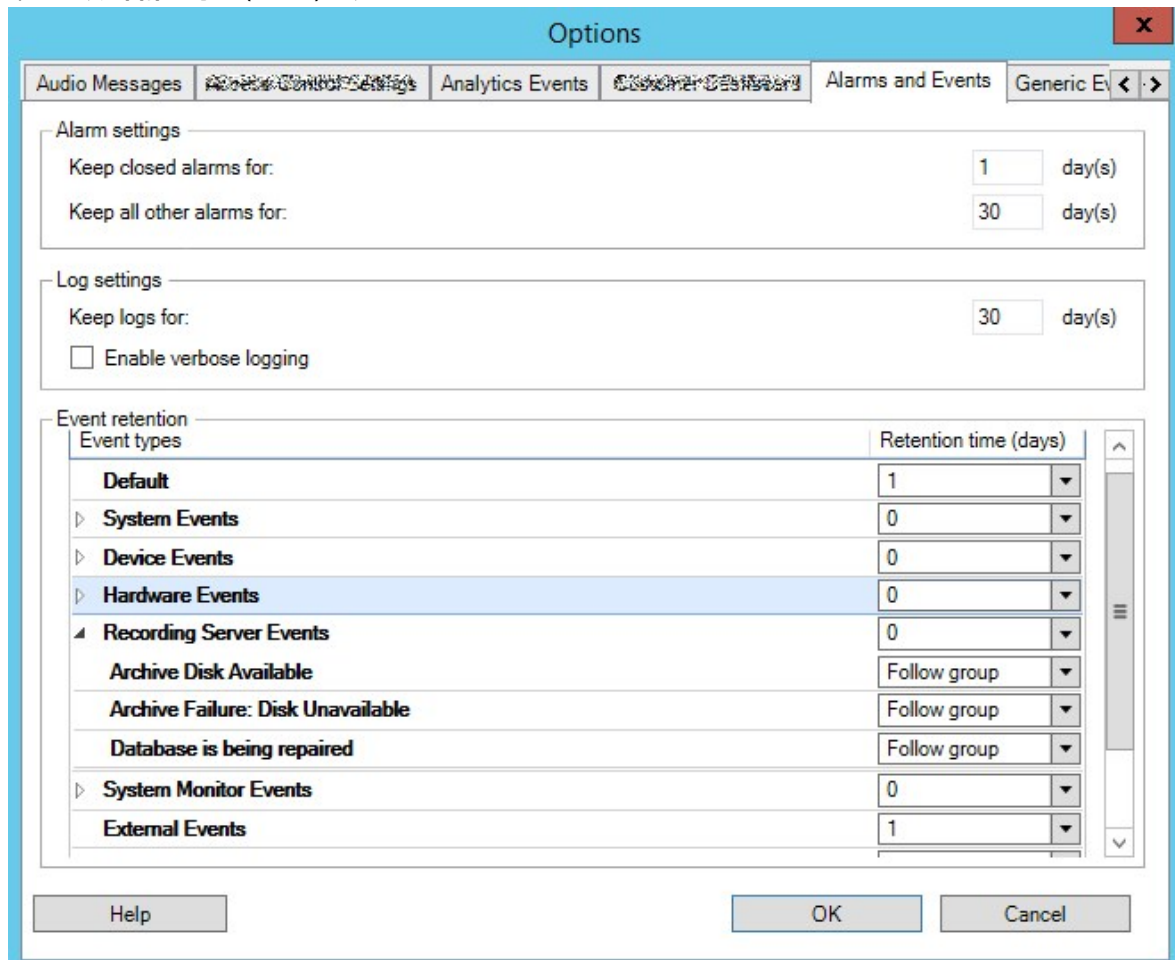 Options
x
Audio Messages Analytics Events Alarms and Events Generic Ev
Alarm settings
Keep closed alarms for: 1 day(s)
Keep all other alarms for: 30 day(s)
Log settings
Keep logs for: 30 day(s)
Enable verbose logging
Event retention
Event types Retention time (days)
Default 1
System Events 0
Device Events 0
Hardware Events 0
Recording Server Events 0
Archive Disk Available Follow group
Archive Failure: Disk Unavailable Follow group
Database is being repaired Follow group
System Monitor Events 0
External Events 1
Help OK Cancel